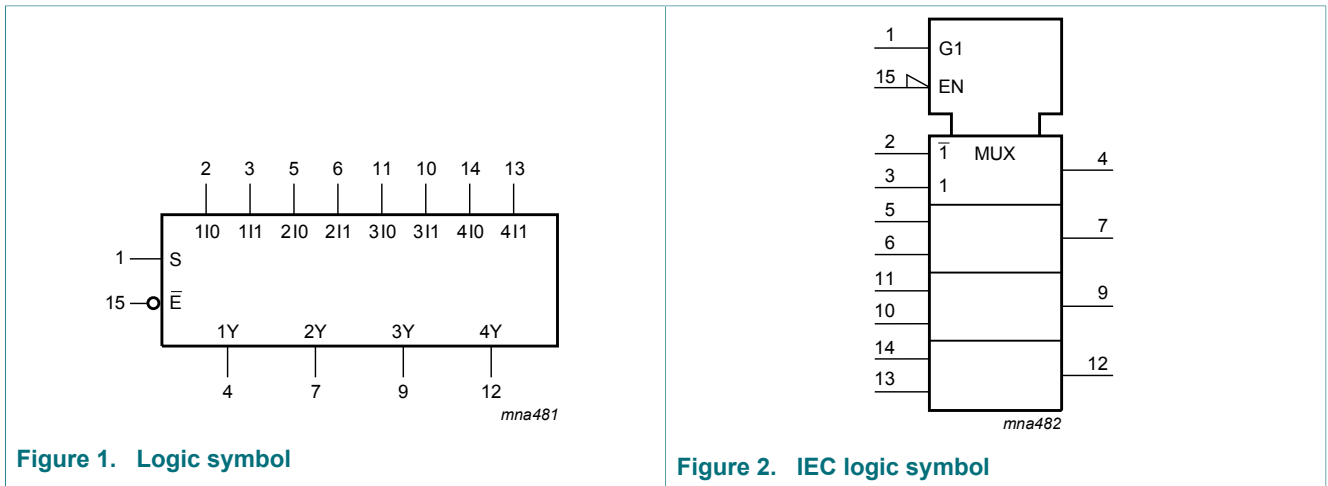 2 3 5 6 11 10 14 13
1I0 1I1 2I0 2I1 3I0 3I1 4I0 4I1
1 S
15 E̅
1Y 2Y 3Y 4Y
4 7 9 12
mna481
Figure 1. Logic symbol
1 G1
15 EN
2 1̅ MUX 4
3 1
5
7
6
11
9
10
14
12
13
mna482
Figure 2. IEC logic symbol